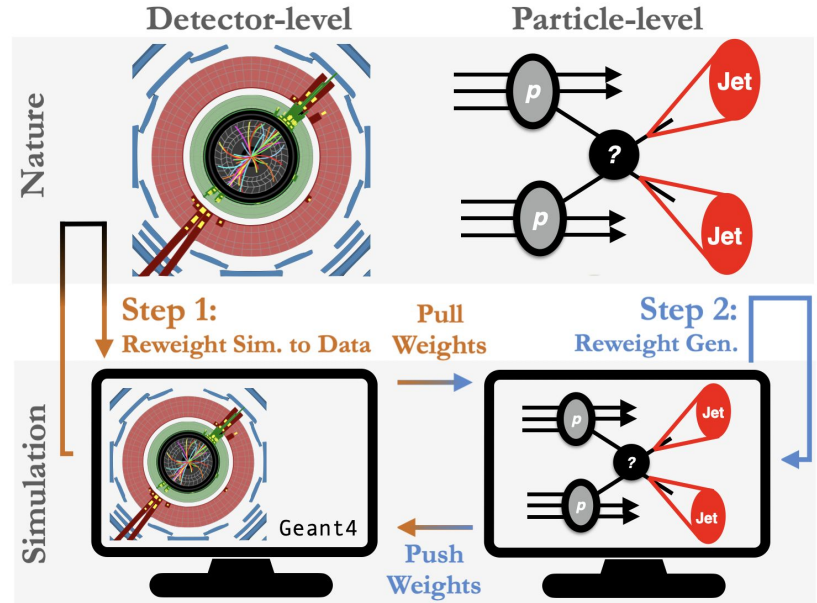 Detector-level
Particle-level
Nature
p
Jet
?
p
Jet
Step 1:
Reweight Sim. to Data
Pull
Weights
Step 2:
Reweight Gen.
Simulation
Geant4
p
Jet
?
p
Jet
Push
Weights